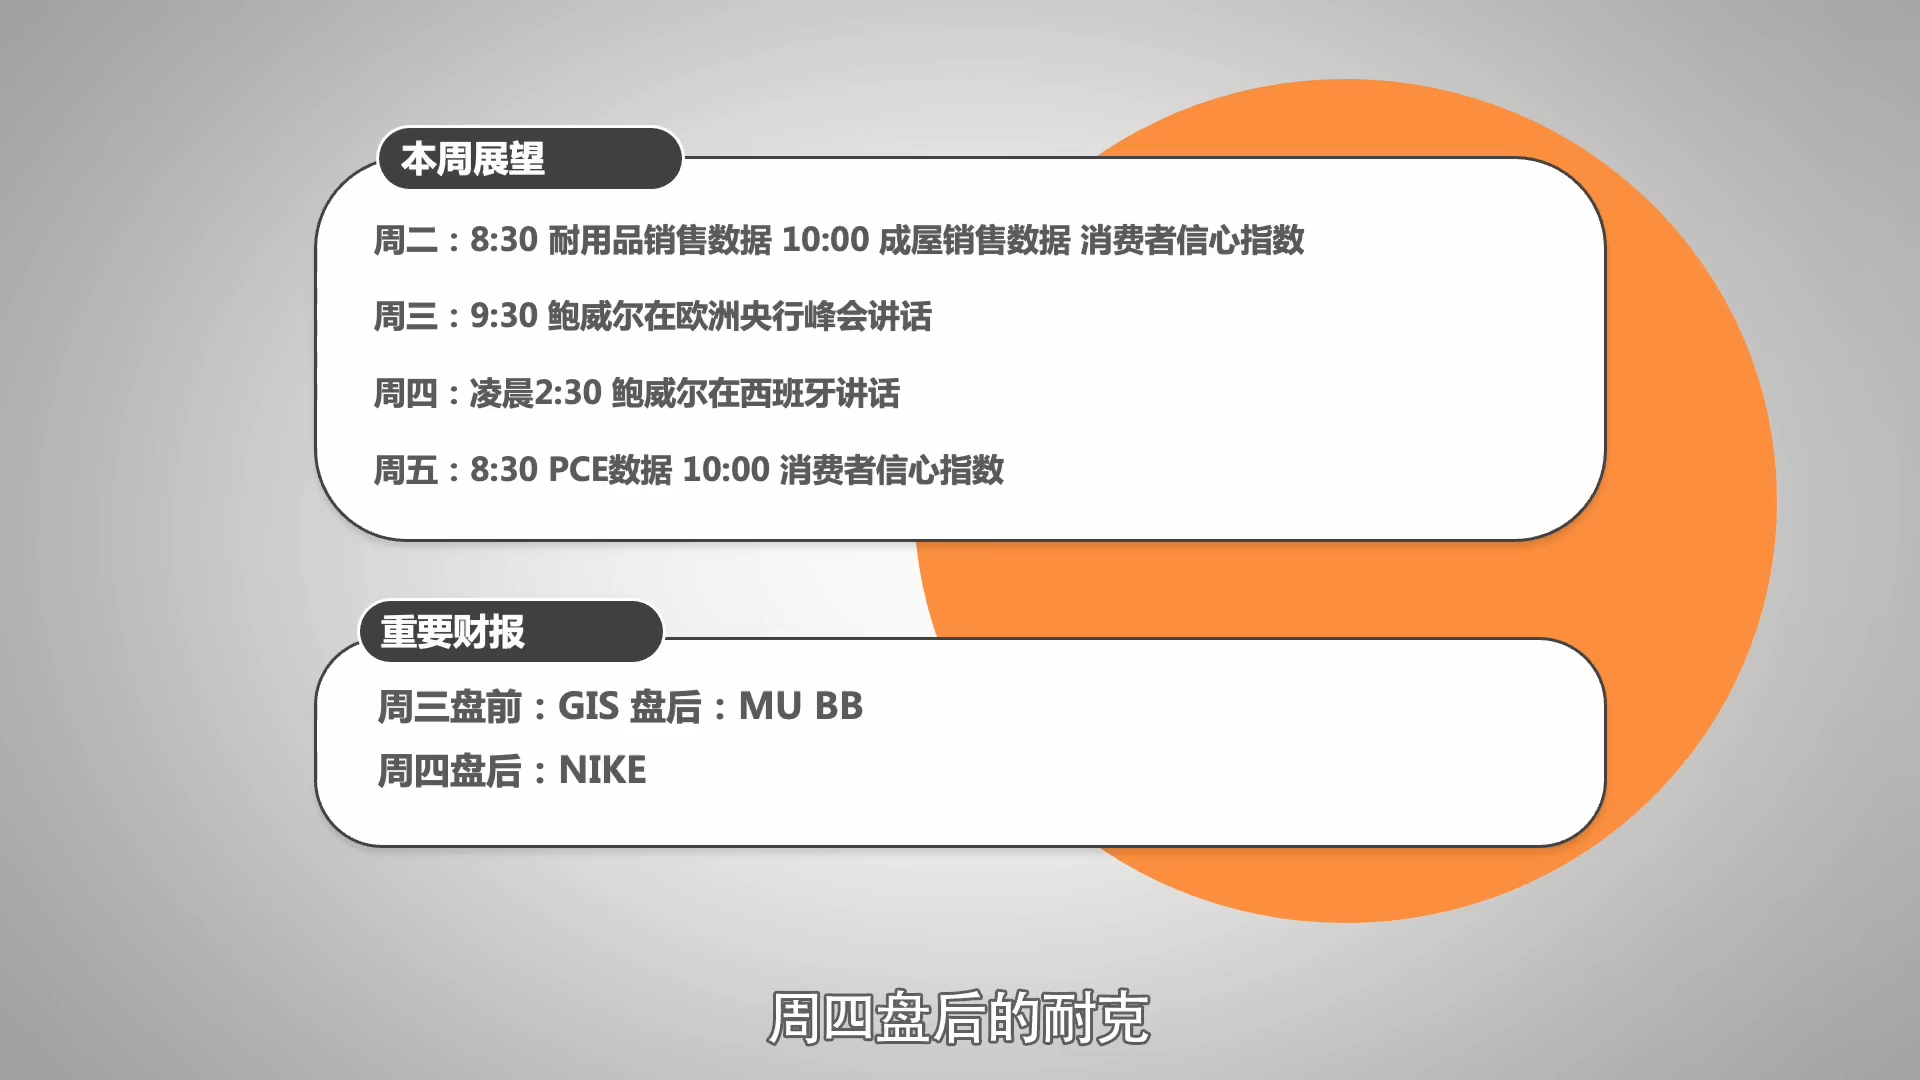 本周展望
周二：8:30 耐用品销售数据 10:00 成屋销售数据 消费者信心指数
周三：9:30 鲍威尔在欧洲央行峰会讲话
周四：凌晨2:30 鲍威尔在西班牙讲话
周五：8:30 PCE数据 10:00 消费者信心指数
重要财报
周三盘前：GIS 盘后：MU BB
周四盘后：NIKE
周四盘后的耐克